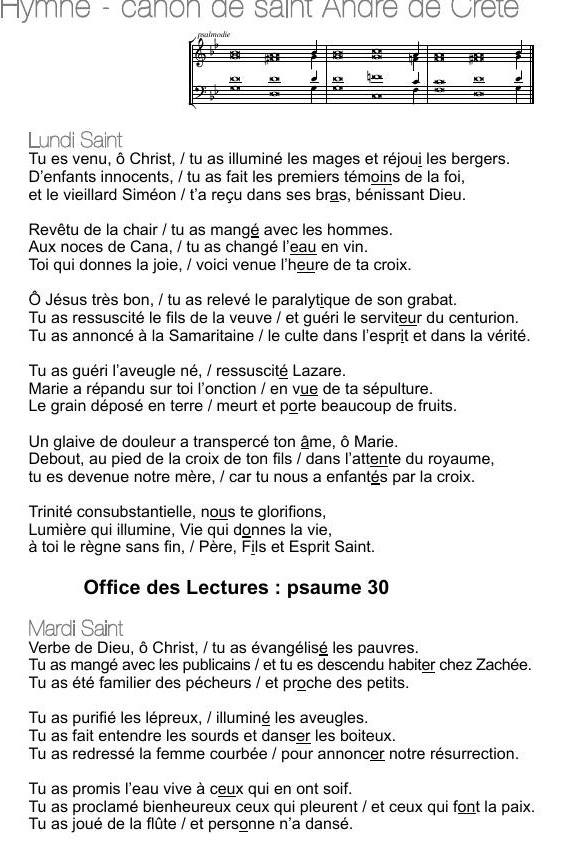 Hymne - canon de saint André de Crète
psalmodie
Lundi Saint
Tu es venu, ô Christ, / tu as illuminé les mages et réjoui les bergers.
D'enfants innocents, / tu as fait les premiers témoins de la foi,
et le vieillard Siméon / t'a reçu dans ses bras, bénissant Dieu.
Revêtu de la chair / tu as mangé avec les hommes.
Aux noces de Cana, / tu as changé l'eau en vin.
Toi qui donnes la joie, / voici venue l'heure de ta croix.
Ô Jésus très bon, / tu as relevé le paralytique de son grabat.
Tu as ressuscité le fils de la veuve / et guéri le serviteur du centurion.
Tu as annoncé à la Samaritaine / le culte dans l'esprit et dans la vérité.
Tu as guéri l'aveugle né, / ressuscité Lazare.
Marie a répandu sur toi l'onction / en vue de ta sépulture.
Le grain déposé en terre / meurt et porte beaucoup de fruits.
Un glaive de douleur a transpercé ton âme, ô Marie.
Debout, au pied de la croix de ton fils / dans l'attente du royaume,
tu es devenue notre mère, / car tu nous a enfantés par la croix.
Trinité consubstantielle, nous te glorifions,
Lumière qui illumine, Vie qui donnes la vie,
à toi le règne sans fin, / Père, Fils et Esprit Saint.
Office des Lectures : psaume 30
Mardi Saint
Verbe de Dieu, ô Christ, / tu as évangélisé les pauvres.
Tu as mangé avec les publicains / et tu es descendu habiter chez Zachée.
Tu as été familier des pécheurs / et proche des petits.
Tu as purifié les lépreux, / illuminé les aveugles.
Tu as fait entendre les sourds et danser les boiteux.
Tu as redressé la femme courbée / pour annoncer notre résurrection.
Tu as promis l'eau vive à ceux qui en ont soif.
Tu as proclamé bienheureux ceux qui pleurent / et ceux qui font la paix.
Tu as joué de la flûte / et personne n'a dansé.